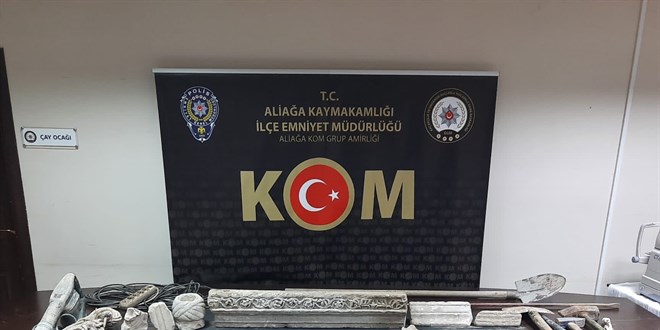 POLİS
T.C.
ALİAĞA KAYMAKAMLIĞI
İLÇE EMNİYET MÜDÜRLÜĞÜ
ALİAĞA KOM GRUP AMİRLİĞİ
ÇAY OCAĞI
KOM